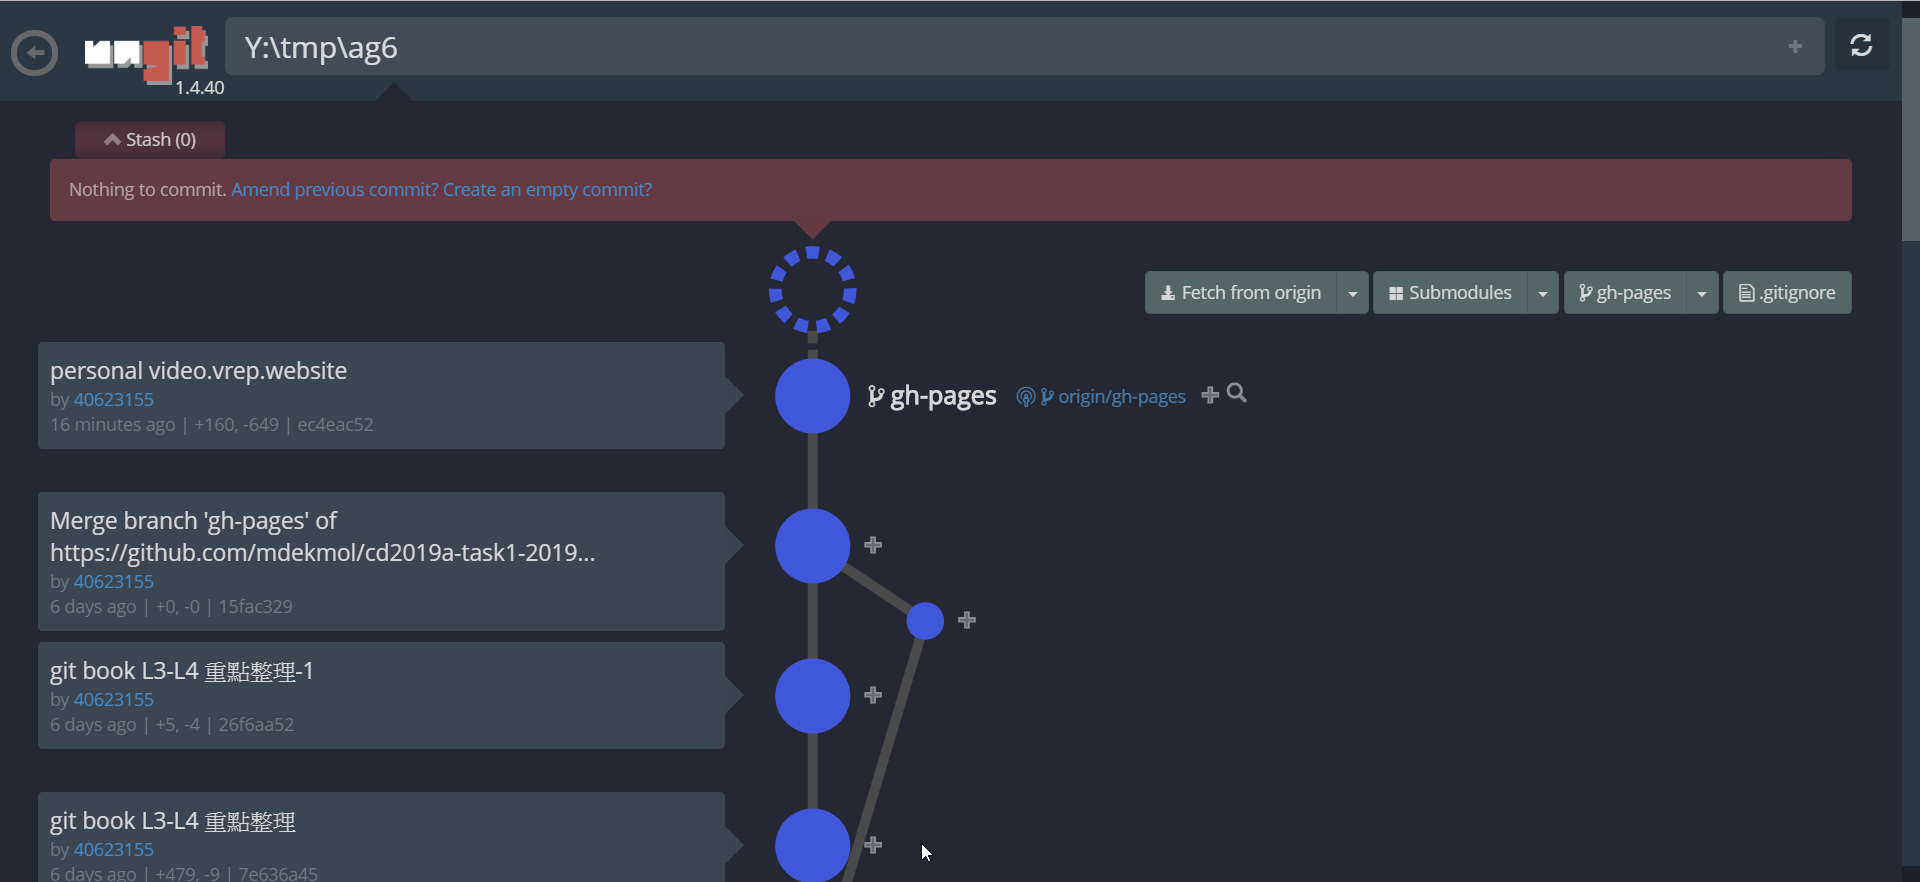 ungit
Y:\tmp\ag6
1.4.40
Stash (0)
Nothing to commit. Amend previous commit? Create an empty commit?
Fetch from origin
Submodules
gh-pages
.gitignore
personal video.vrep.website
by 40623155
16 minutes ago | +160, -649 | ec4eac52
gh-pages
origin/gh-pages
Merge branch 'gh-pages' of
https://github.com/mdekmol/cd2019a-task1-2019...
by 40623155
6 days ago | +0, -0 | 15fac329
git book L3-L4 重點整理-1
by 40623155
6 days ago | +5, -4 | 26f6aa52
git book L3-L4 重點整理
by 40623155
6 days ago | +479, -9 | 7e636a45